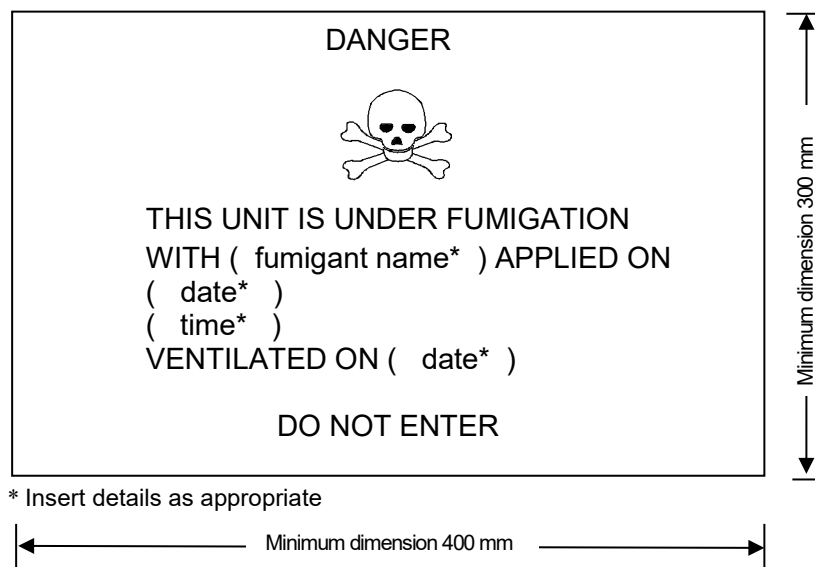 DANGER
THIS UNIT IS UNDER FUMIGATION
WITH ( fumigant name* ) APPLIED ON
( date* )
( time* )
VENTILATED ON ( date* )
DO NOT ENTER
* Insert details as appropriate
Minimum dimension 400 mm
Minimum dimension 300 mm